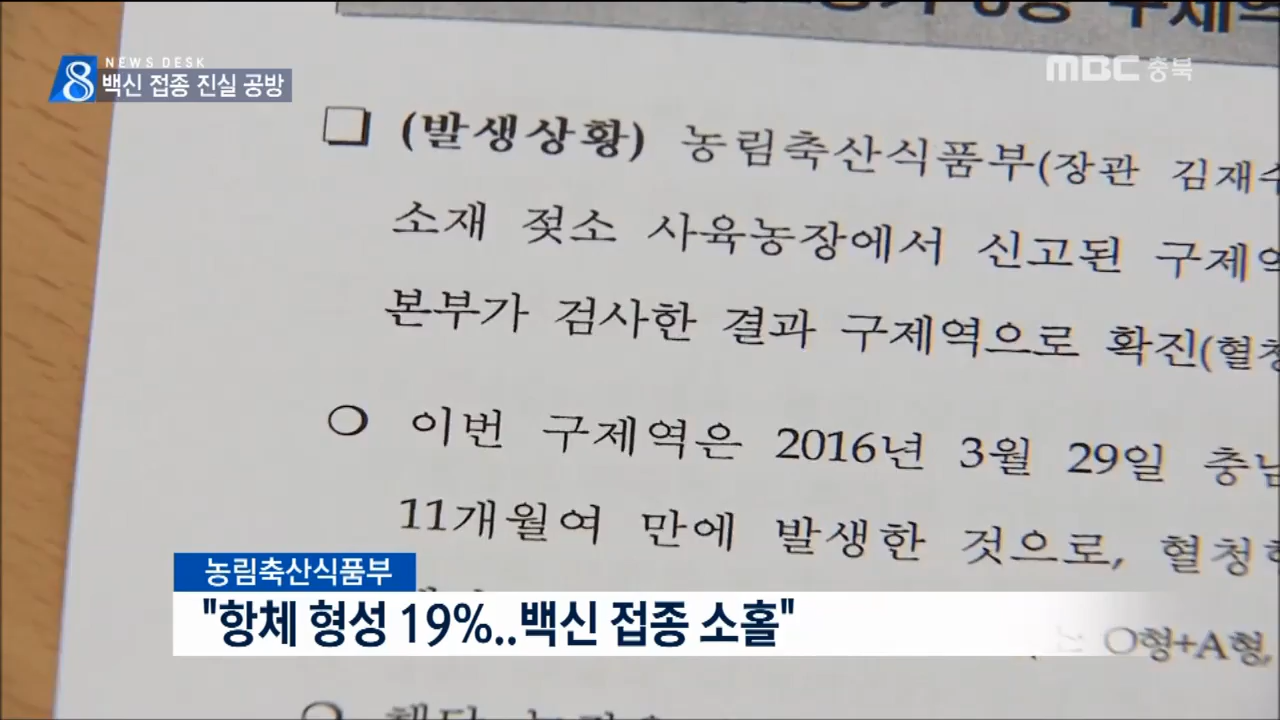 NEWS DESK
8 백신 접종 진실 공방
MBC 충북
구제역
❏ (발생상황) 농림축산식품부(장관 김재수
소재 젖소 사육농장에서 신고된 구제역
본부가 검사한 결과 구제역으로 확진(혈청
○ 이번 구제역은 2016년 3월 29일 충남
11개월여 만에 발생한 것으로, 혈청형
농림축산식품부
"항체 형성 19%..백신 접종 소홀"
O형+A형,